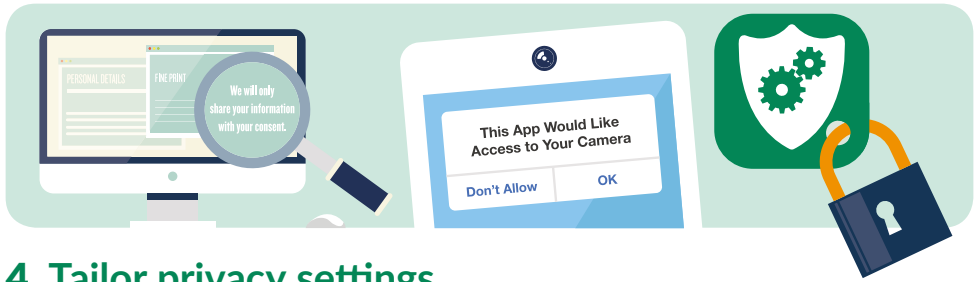 PERSONAL DETAILS
FINE PRINT
We will only
share your information
with your consent.
This App Would Like
Access to Your Camera
Don't Allow
OK
4. Tailor privacy settings